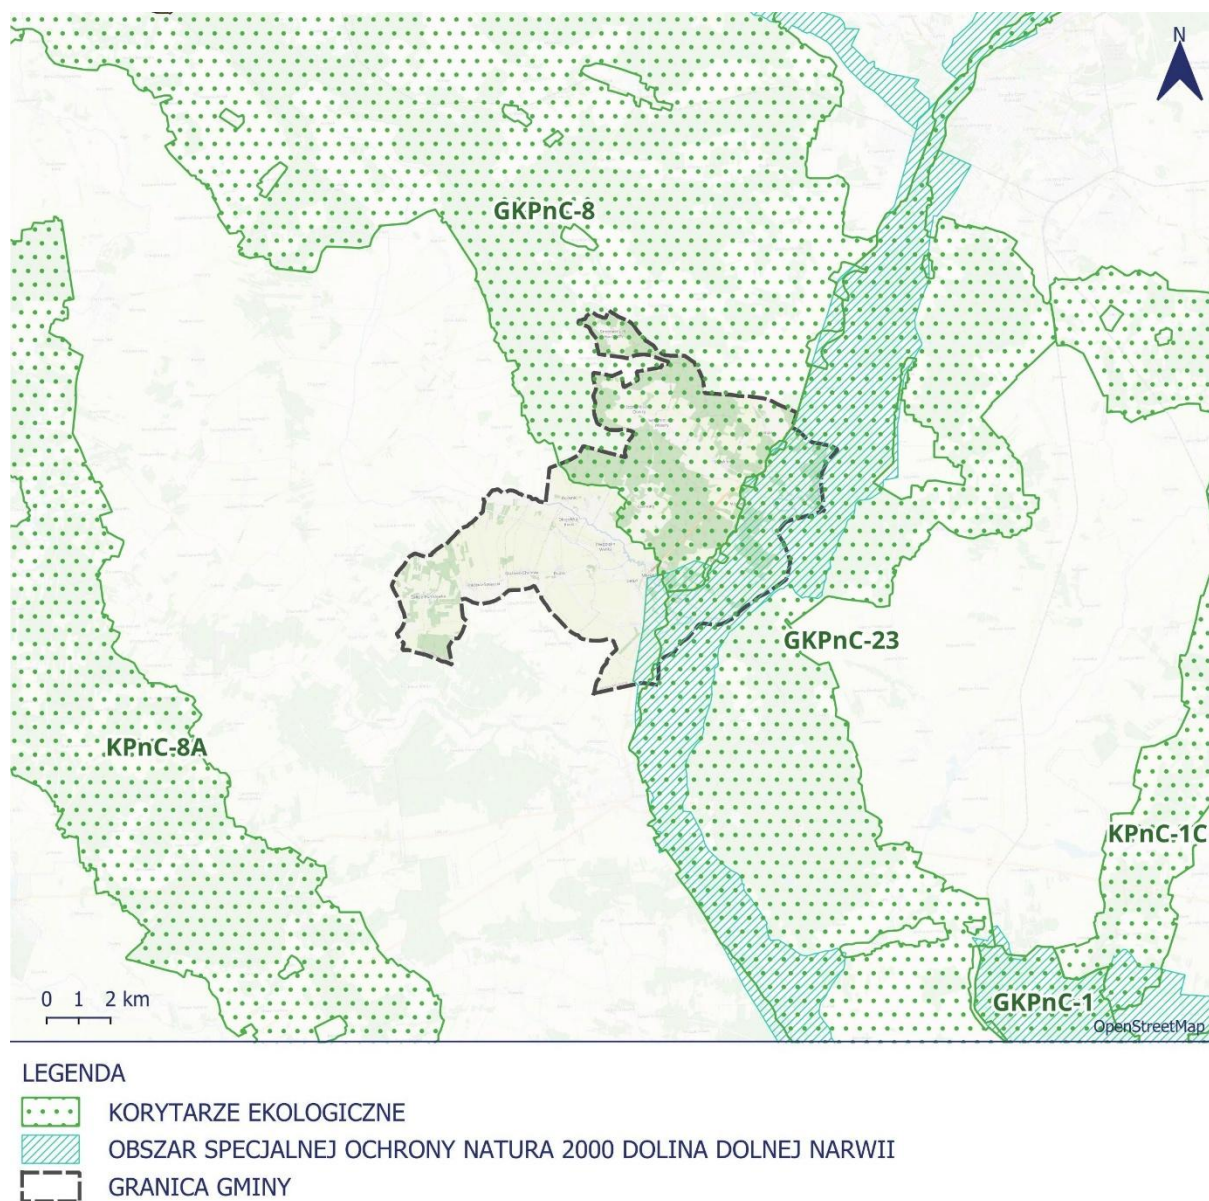 N
GKPnC-8
GKPnC-23
KPnC-8A
KPnC-1C
GKPnC-1
0 1 2 km
OpenStreetMap
LEGENDA
KORYTARZE EKOLOGICZNE
OBSZAR SPECJALNEJ OCHRONY NATURA 2000 DOLINA DOLNEJ NARWII
GRANICA GMINY